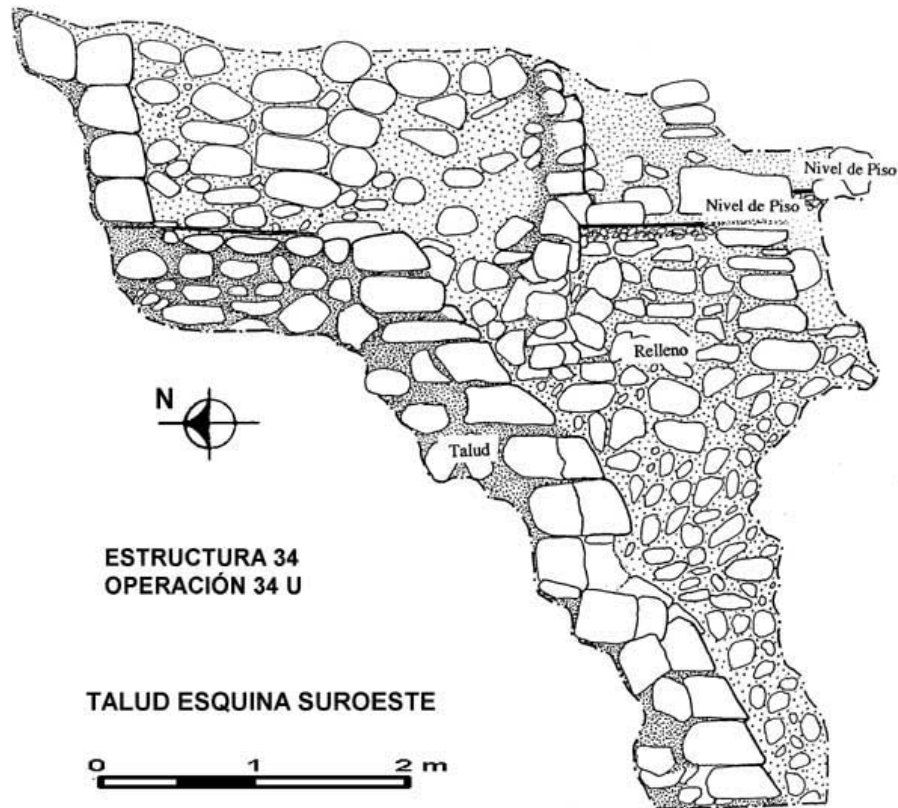 Nivel de Piso
Nivel de Piso
Relleno
N
Talud
ESTRUCTURA 34
OPERACIÓN 34 U
TALUD ESQUINA SUROESTE
0 1 2 m